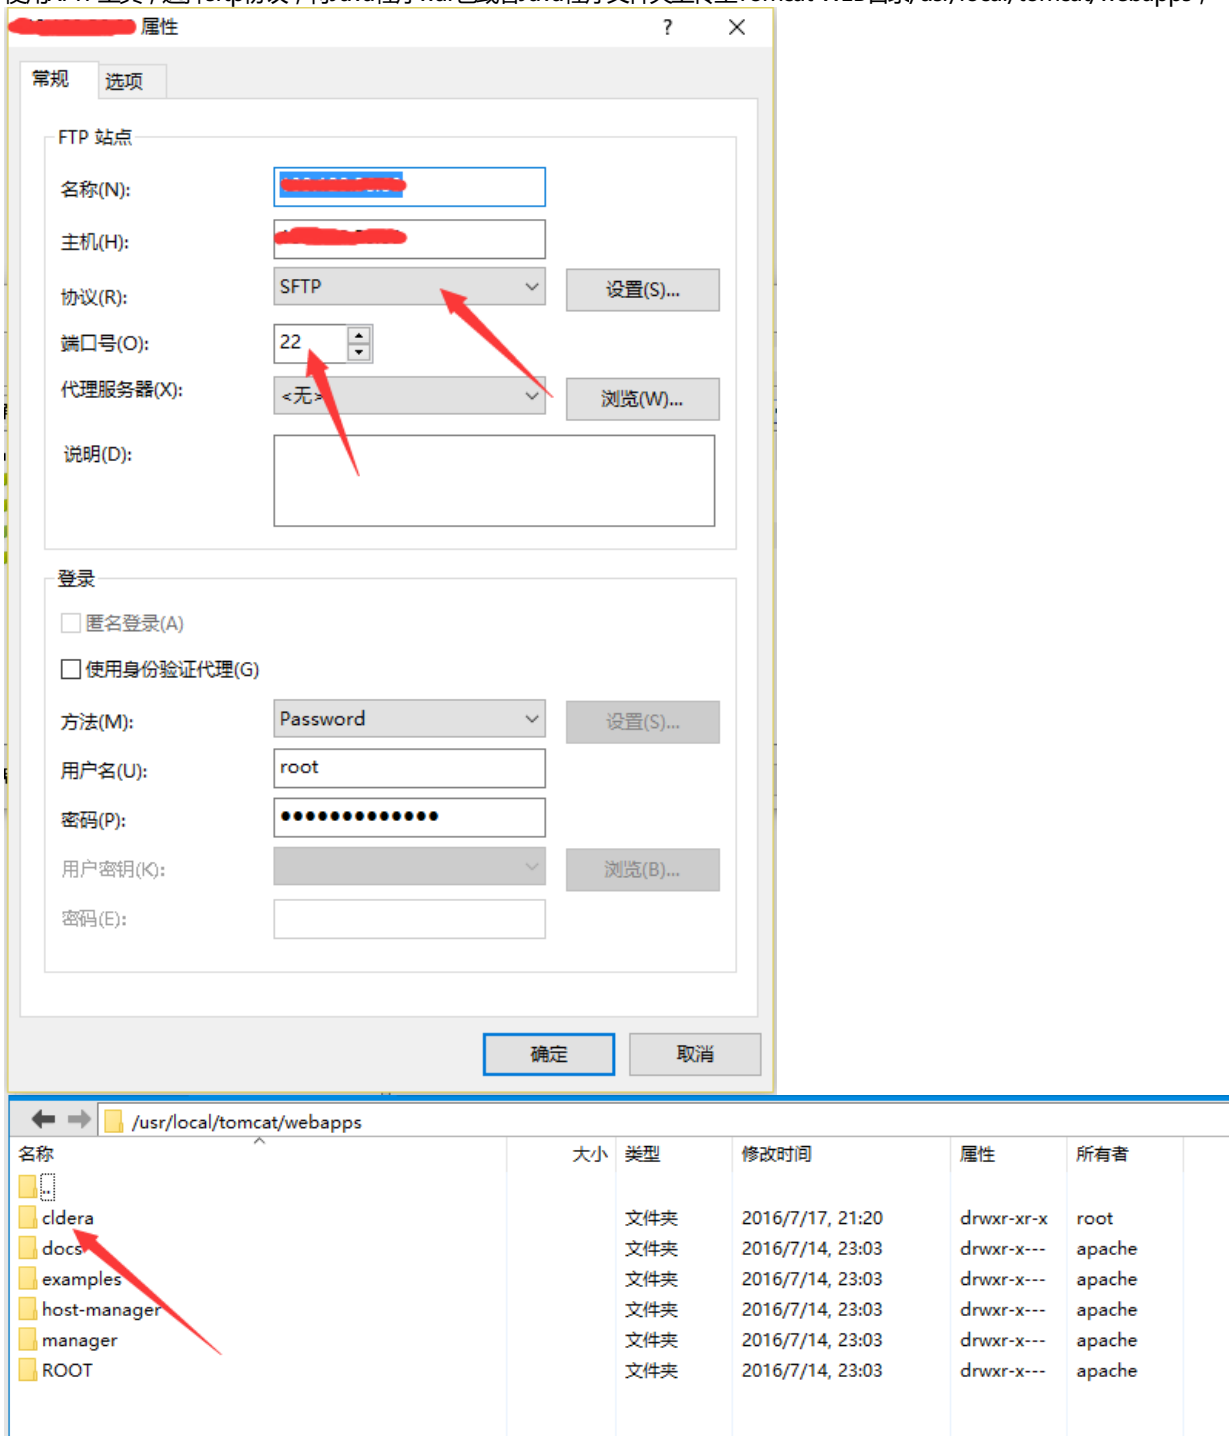 属性 ? ×
常规 选项
FTP 站点
名称(N):
主机(H):
协议(R): SFTP 设置(S)...
端口号(O): 22
代理服务器(X): <无> 浏览(W)...
说明(D):
登录
匿名登录(A)
使用身份验证代理(G)
方法(M): Password 设置(S)...
用户名(U): root
密码(P): ●●●●●●●●●●●●●
用户密钥(K): 浏览(B)...
密码(E):
确定 取消
/usr/local/tomcat/webapps
名称 大小 类型 修改时间 属性 所有者
..
cldera 文件夹 2016/7/17, 21:20 drwxr-xr-x root
docs 文件夹 2016/7/14, 23:03 drwxr-x--- apache
examples 文件夹 2016/7/14, 23:03 drwxr-x--- apache
host-manager 文件夹 2016/7/14, 23:03 drwxr-x--- apache
manager 文件夹 2016/7/14, 23:03 drwxr-x--- apache
ROOT 文件夹 2016/7/14, 23:03 drwxr-x--- apache